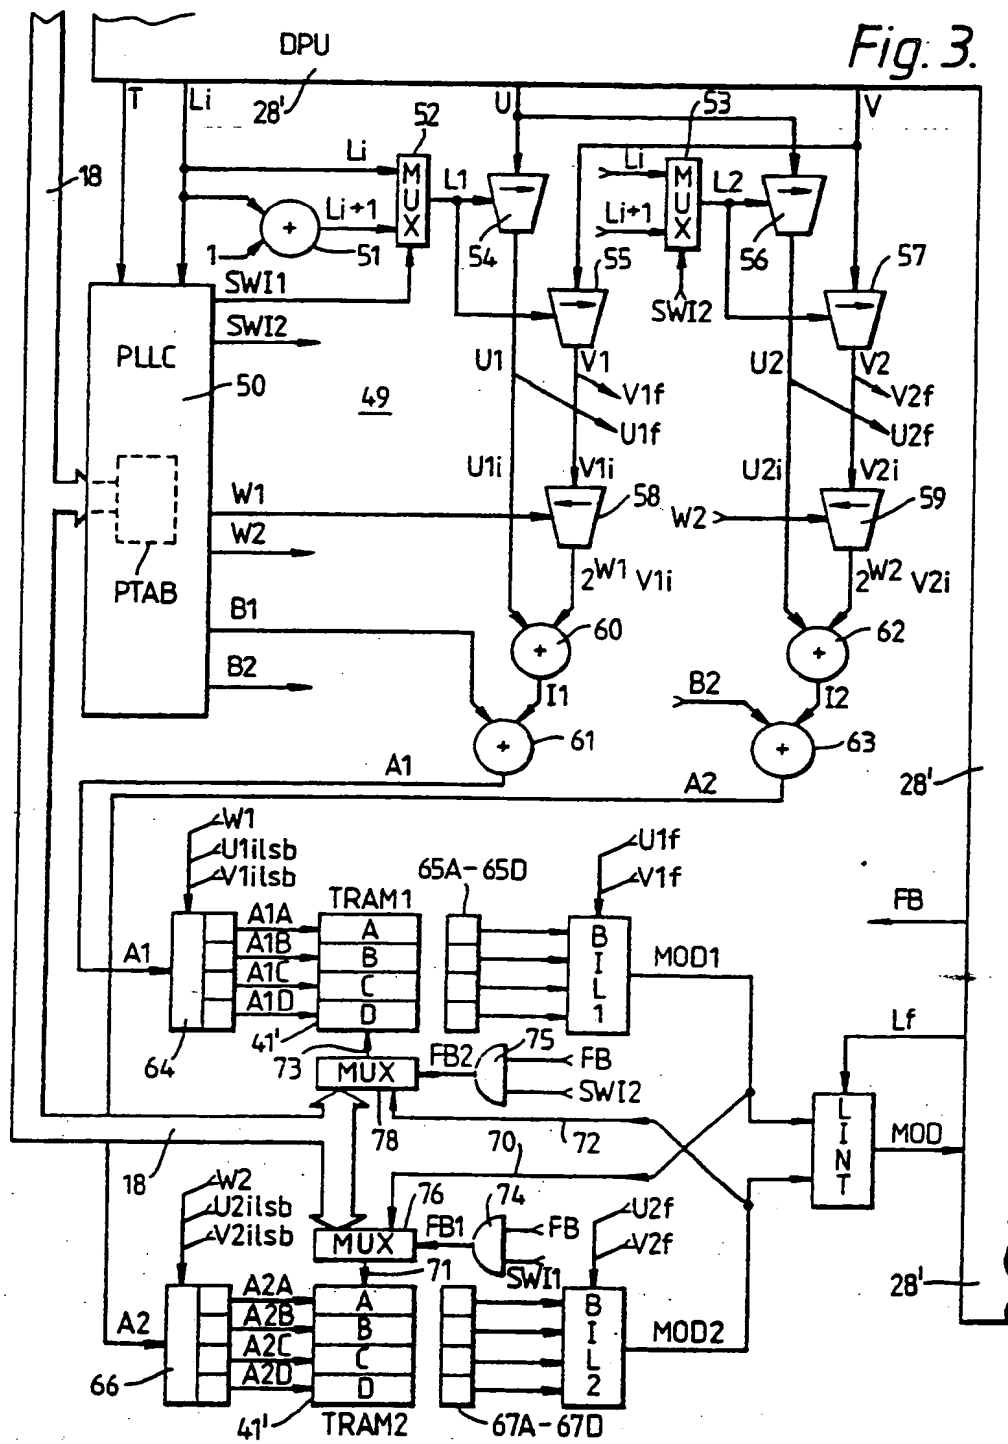 Fig. 3.
DPU
28'
T
Li
U
V
18
52
53
Li
MUX
L1
Li
MUX
L2
Li+1
Li+1
1
+
51
54
56
55
57
SWI1
SWI2
SWI2
PLLC
50
49
U1
V1
U2
V2
V1f
V2f
U1f
U2f
U1i
V1i
U2i
V2i
W1
58
W2
59
W2
PTAB
2W1 V1i
2W2 V2i
B1
+
60
+
62
B2
I1
B2
I2
+
61
+
63
A1
A2
28'
W1
U1ilsb
V1ilsb
65A-65D
U1f
V1f
TRAM1
FB
A1
A1A
A
A1B
B
A1C
C
A1D
D
BIL1
MOD1
64
41'
73
75
Lf
MUX
FB2
FB
SWI2
78
72
70
LINT
MOD
18
W2
U2ilsb
V2ilsb
76
74
U2f
V2f
MUX
FB1
FB
SWI1
71
28'
A2
A2A
A
A2B
B
A2C
C
A2D
D
BIL2
MOD2
66
41'
TRAM2
67A-67D